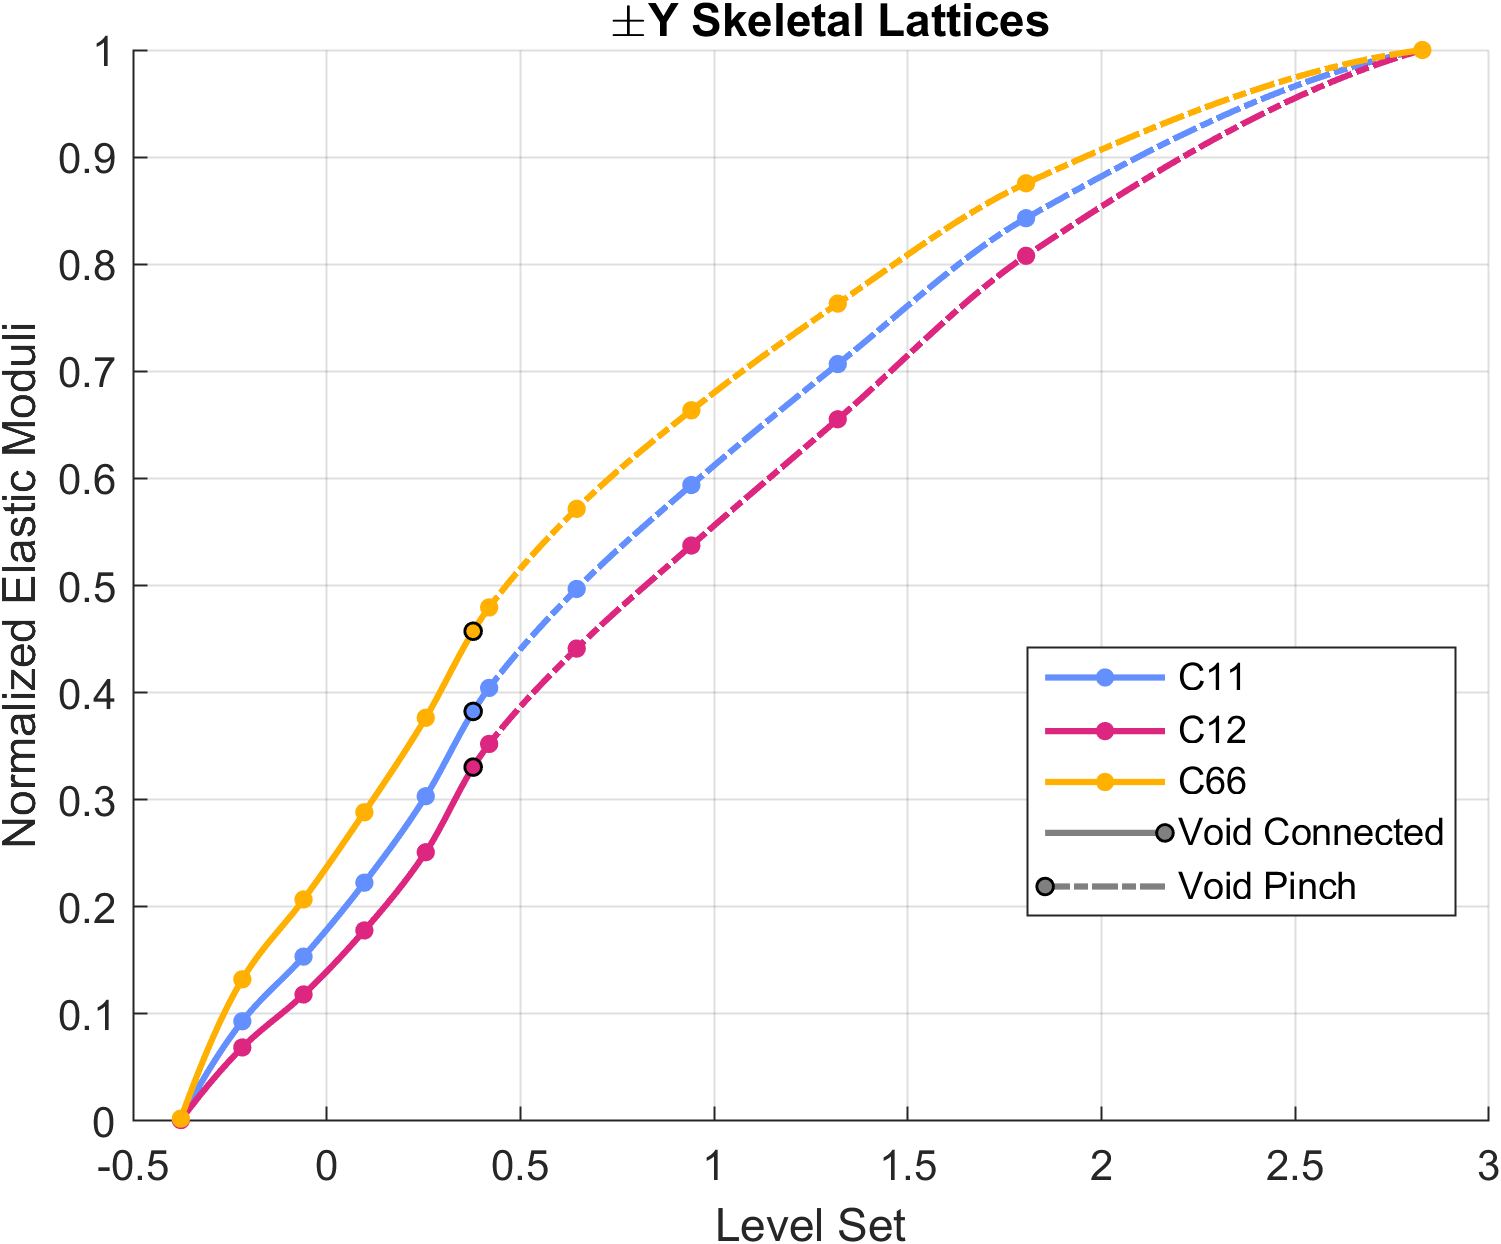 ±Y Skeletal Lattices
Normalized Elastic Moduli
1
0.9
0.8
0.7
0.6
0.5
0.4
0.3
0.2
0.1
0
-0.5 0 0.5 1 1.5 2 2.5 3
Level Set
C11
C12
C66
Void Connected
Void Pinch